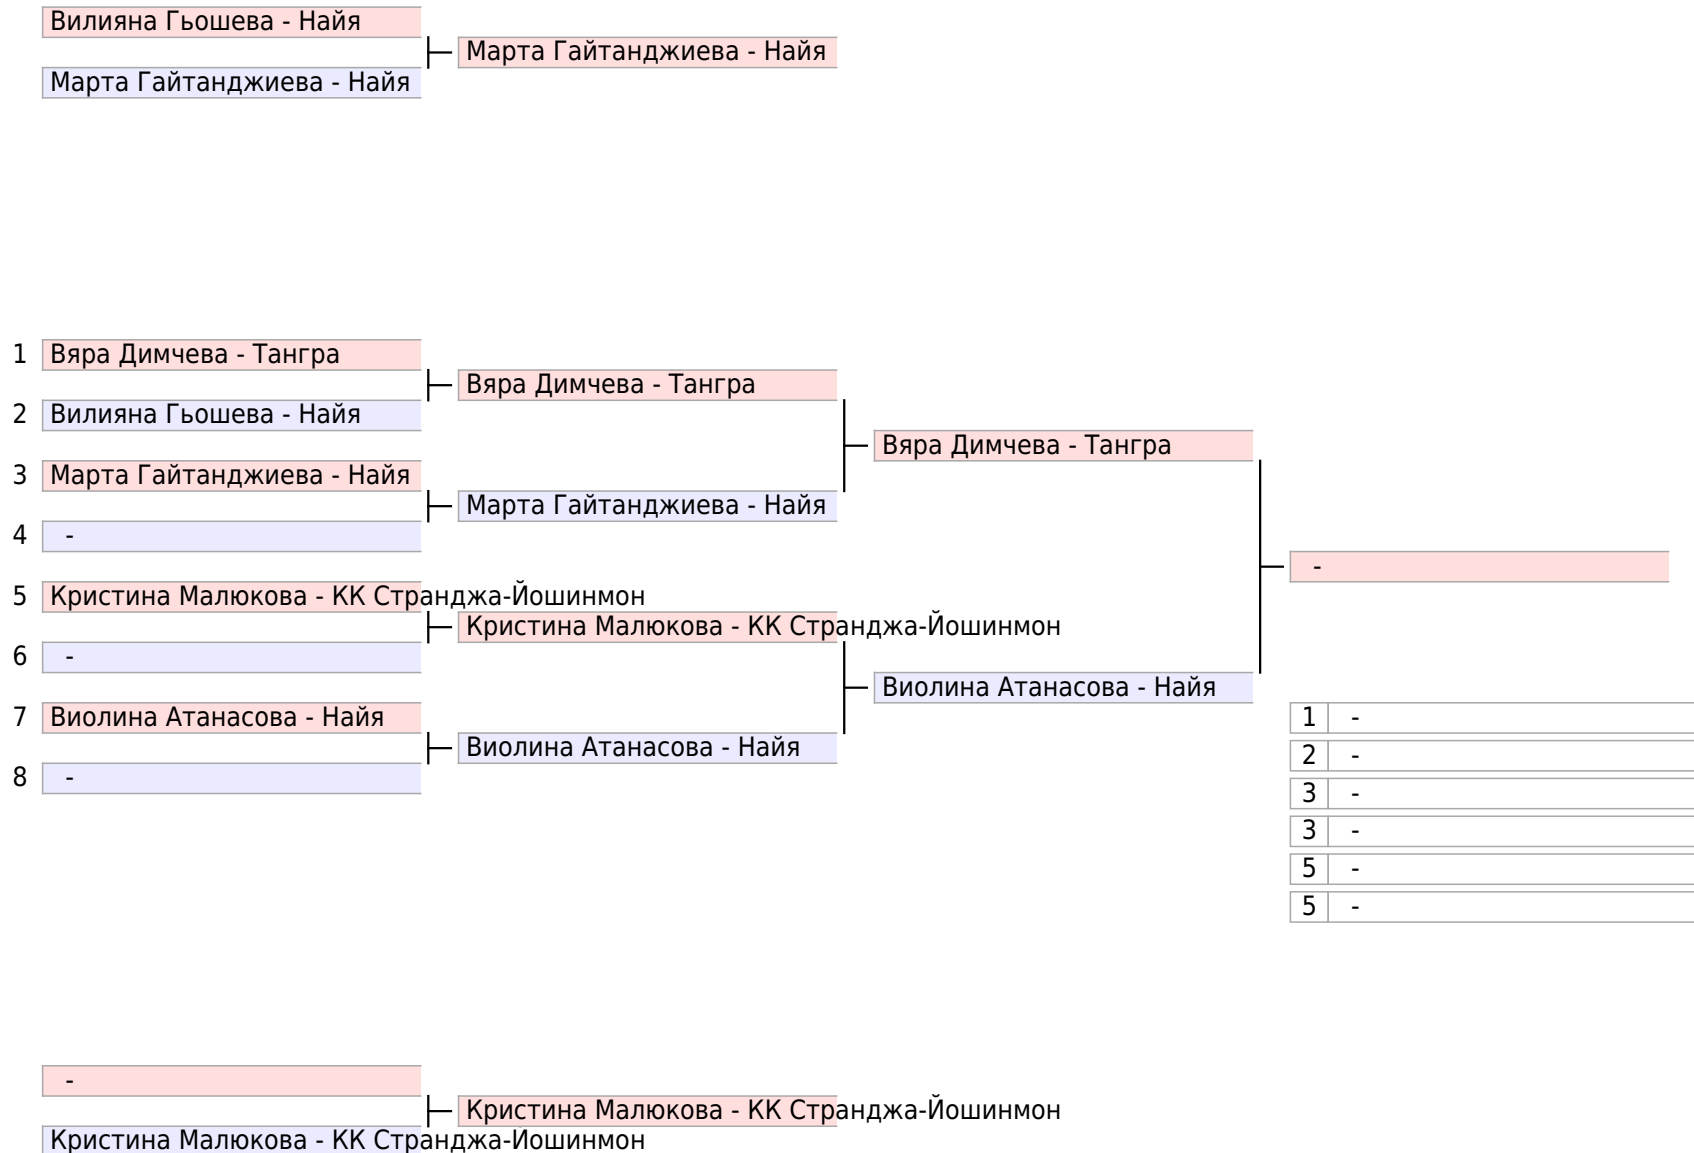 Вилияна Гьошева - Найя
Марта Гайтанджиева - Найя
Марта Гайтанджиева - Найя
1 Вяра Димчева - Тангра
Вяра Димчева - Тангра
2 Вилияна Гьошева - Найя
Вяра Димчева - Тангра
3 Марта Гайтанджиева - Найя
Марта Гайтанджиева - Найя
4 -
-
5 Кристина Малюкова - КК Странджа-Йошинмон
Кристина Малюкова - КК Странджа-Йошинмон
6 -
Виолина Атанасова - Найя
7 Виолина Атанасова - Найя
1 -
Виолина Атанасова - Найя
2 -
8 -
3 -
3 -
5 -
5 -
-
Кристина Малюкова - КК Странджа-Йошинмон
Кристина Малюкова - КК Странджа-Йошинмон